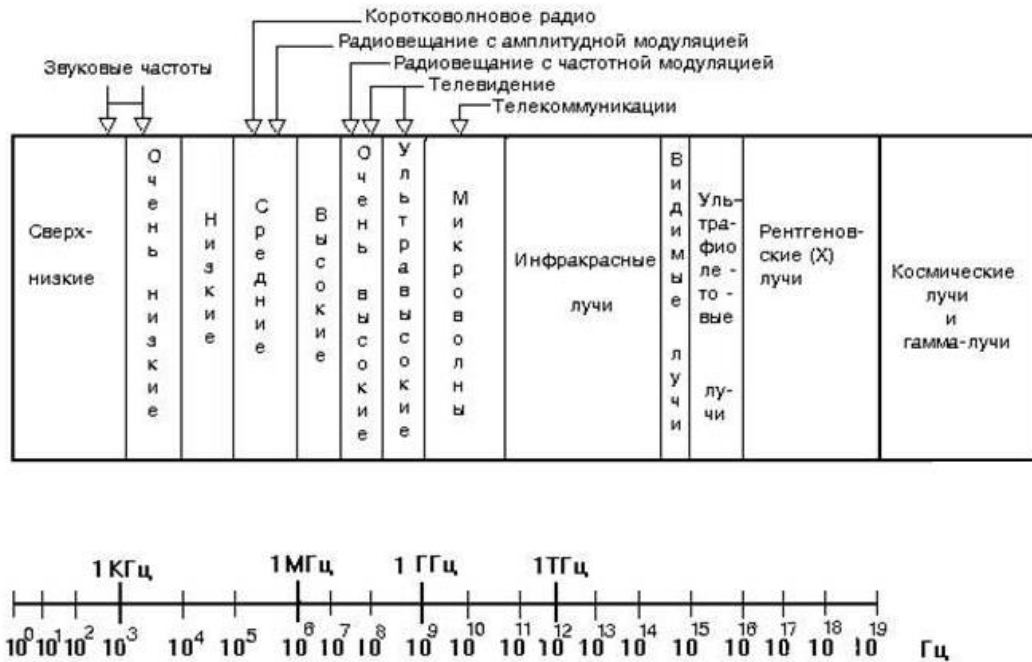 Коротковолновое радио
Радиовещание с амплитудной модуляцией
Звуковые частоты
Радиовещание с частотной модуляцией
Телевидение
Телекоммуникации
Сверх-
низкие
Очень низкие
Низкие
Средние
Высокие
Очень высокие
Ультравысокие
Микроволны
Инфракрасные
лучи
Видимые лучи
Уль-
тра-
фио
ле-
то-
вые
лу-
чи
Рентгенов-
ские (X)
лучи
Космические
лучи
и
гамма-лучи
1 КГц 1 МГц 1 ГГц 1ТГц
10^0 10^1 10^2 10^3 10^4 10^5 10^6 10^7 10^8 10^9 10^10 10^11 10^12 10^13 10^14 10^15 10^16 10^17 10^18 10^19 Гц